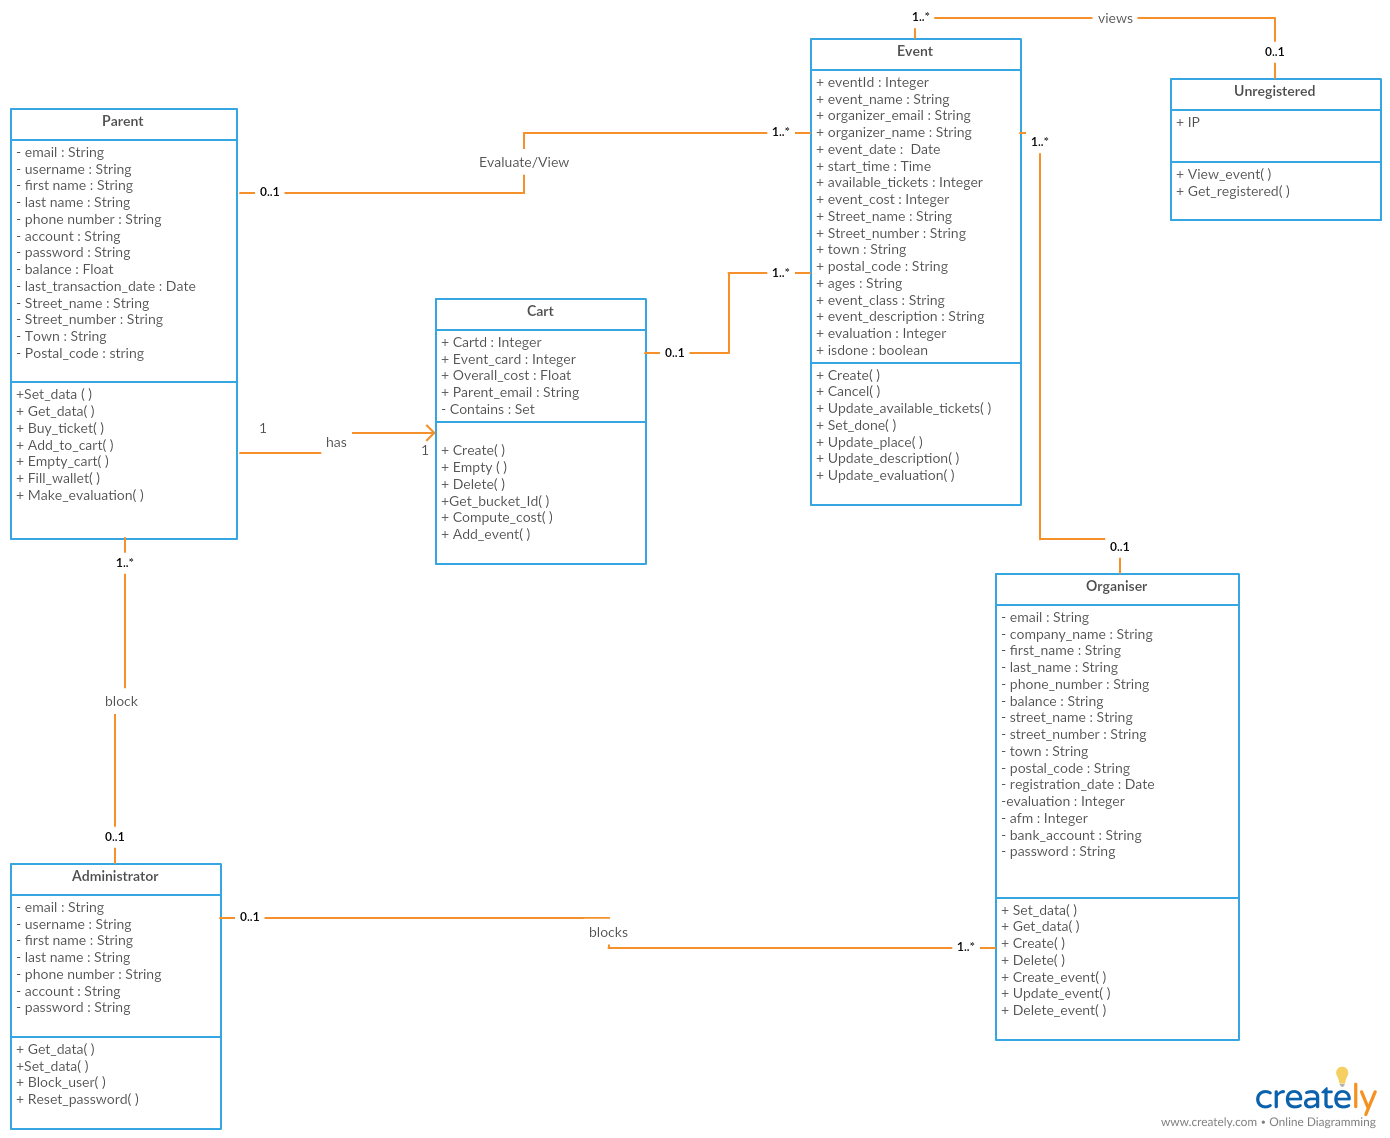 1..*
views
0..1
Event
+ eventId : Integer
+ event_name : String
+ organizer_email : String
+ organizer_name : String
+ event_date :  Date
+ start_time : Time
+ available_tickets : Integer
+ event_cost : Integer
+ Street_name : String
+ Street_number : String
+ town : String
+ postal_code : String
+ ages : String
+ event_class : String
+ event_description : String
+ evaluation : Integer
+ isdone : boolean
+ Create( )
+ Cancel( )
+ Update_available_tickets( )
+ Set_done( )
+ Update_place( )
+ Update_description( )
+ Update_evaluation( )
Unregistered
+ IP
+ View_event( )
+ Get_registered( )
Parent
- email : String
- username : String
- first name : String
- last name : String
- phone number : String
- account : String
- password : String
- balance : Float
- last_transaction_date : Date
- Street_name : String
- Street_number : String
- Town : String
- Postal_code : string
+Set_data ( )
+ Get_data( )
+ Buy_ticket( )
+ Add_to_cart( )
+ Empty_cart( )
+ Fill_wallet( )
+ Make_evaluation( )
0..1
Evaluate/View
1..*
1..*
1..*
0..1
Cart
+ Cartd : Integer
+ Event_card : Integer
+ Overall_cost : Float
+ Parent_email : String
- Contains : Set
+ Create( )
+ Empty ( )
+ Delete( )
+Get_bucket_Id( )
+ Compute_cost( )
+ Add_event( )
1
has
1
1..*
block
0..1
0..1
Organiser
- email : String
- company_name : String
- first_name : String
- last_name : String
- phone_number : String
- balance : String
- street_name : String
- street_number : String
- town : String
- postal_code : String
- registration_date : Date
-evaluation : Integer
- afm : Integer
- bank_account : String
- password : String
+ Set_data( )
+ Get_data( )
+ Create( )
+ Delete( )
+ Create_event( )
+ Update_event( )
+ Delete_event( )
Administrator
- email : String
- username : String
- first name : String
- last name : String
- phone number : String
- account : String
- password : String
+ Get_data( )
+Set_data( )
+ Block_user( )
+ Reset_password( )
0..1
blocks
1..*
creately
www.creately.com • Online Diagramming